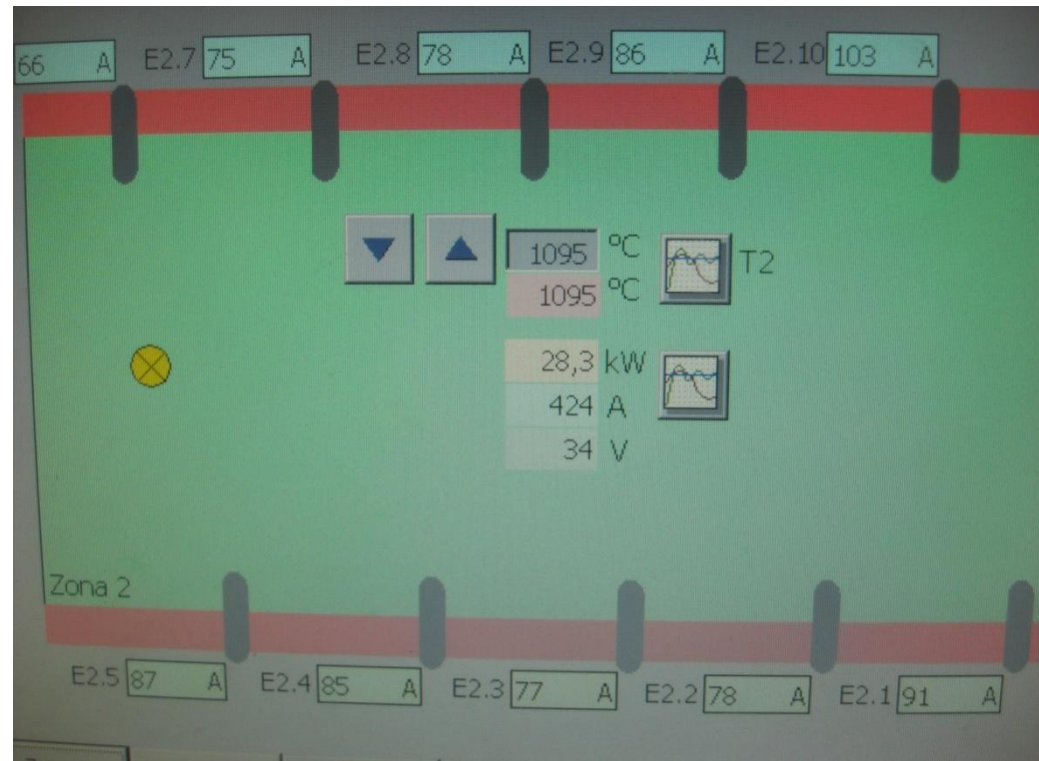 66 A E2.7 75 A E2.8 78 A E2.9 86 A E2.10 103 A
1095 °C T2
1095 °C
28,3 kW
424 A
34 V
Zona 2
E2.5 87 A E2.4 85 A E2.3 77 A E2.2 78 A E2.1 91 A